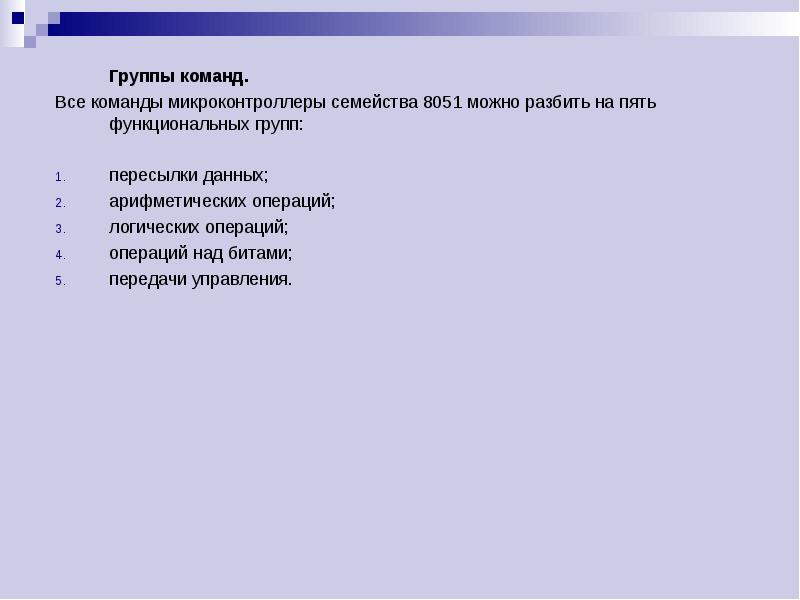 Группы команд.
Все команды микроконтроллеры семейства 8051 можно разбить на пять
функциональных групп:
1. пересылки данных;
2. арифметических операций;
3. логических операций;
4. операций над битами;
5. передачи управления.